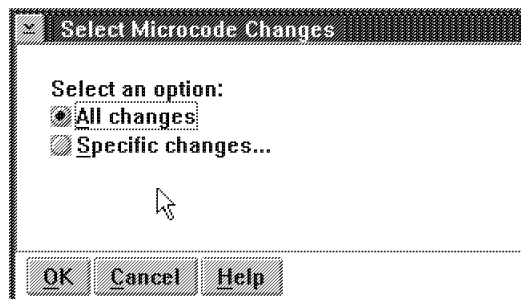 Select Microcode Changes
Select an option:
All changes
Specific changes...
OK Cancel Help